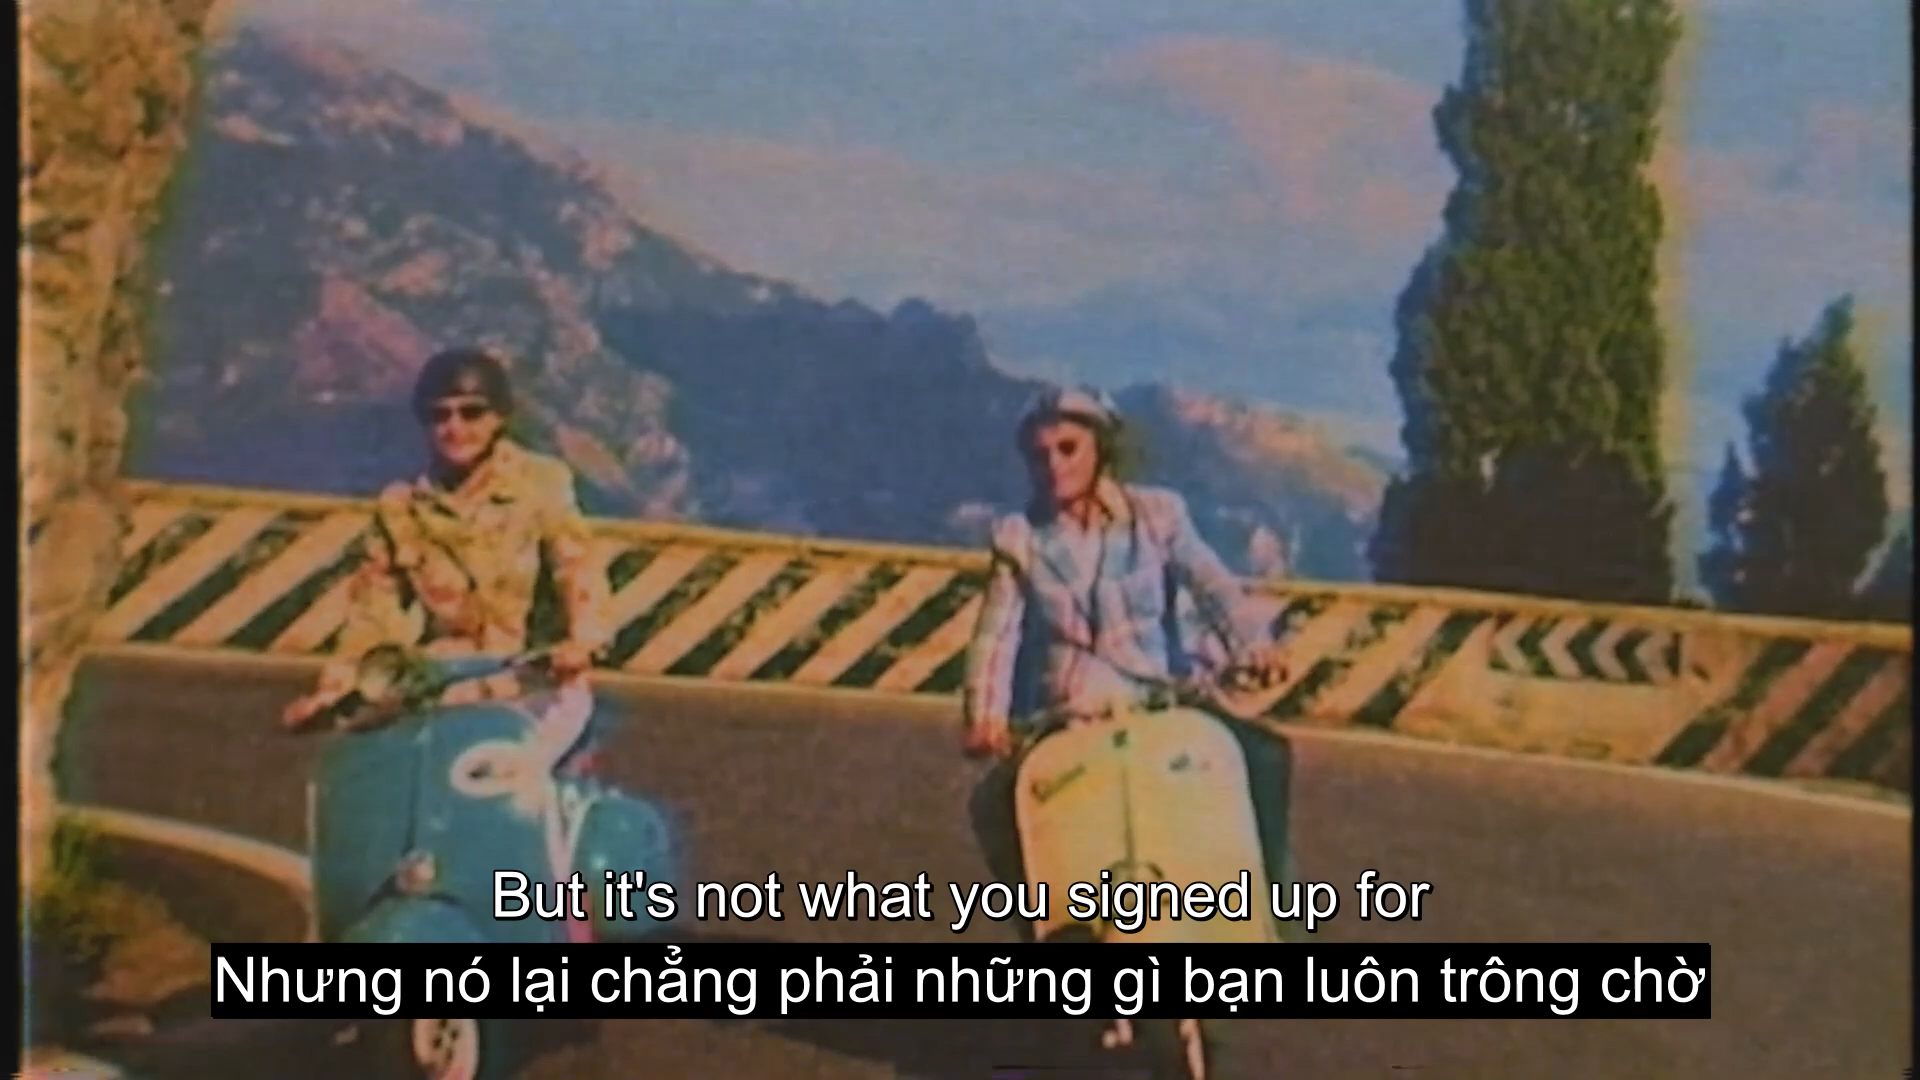 But it's not what you signed up for
Nhưng nó lại chẳng phải những gì bạn luôn trông chờ